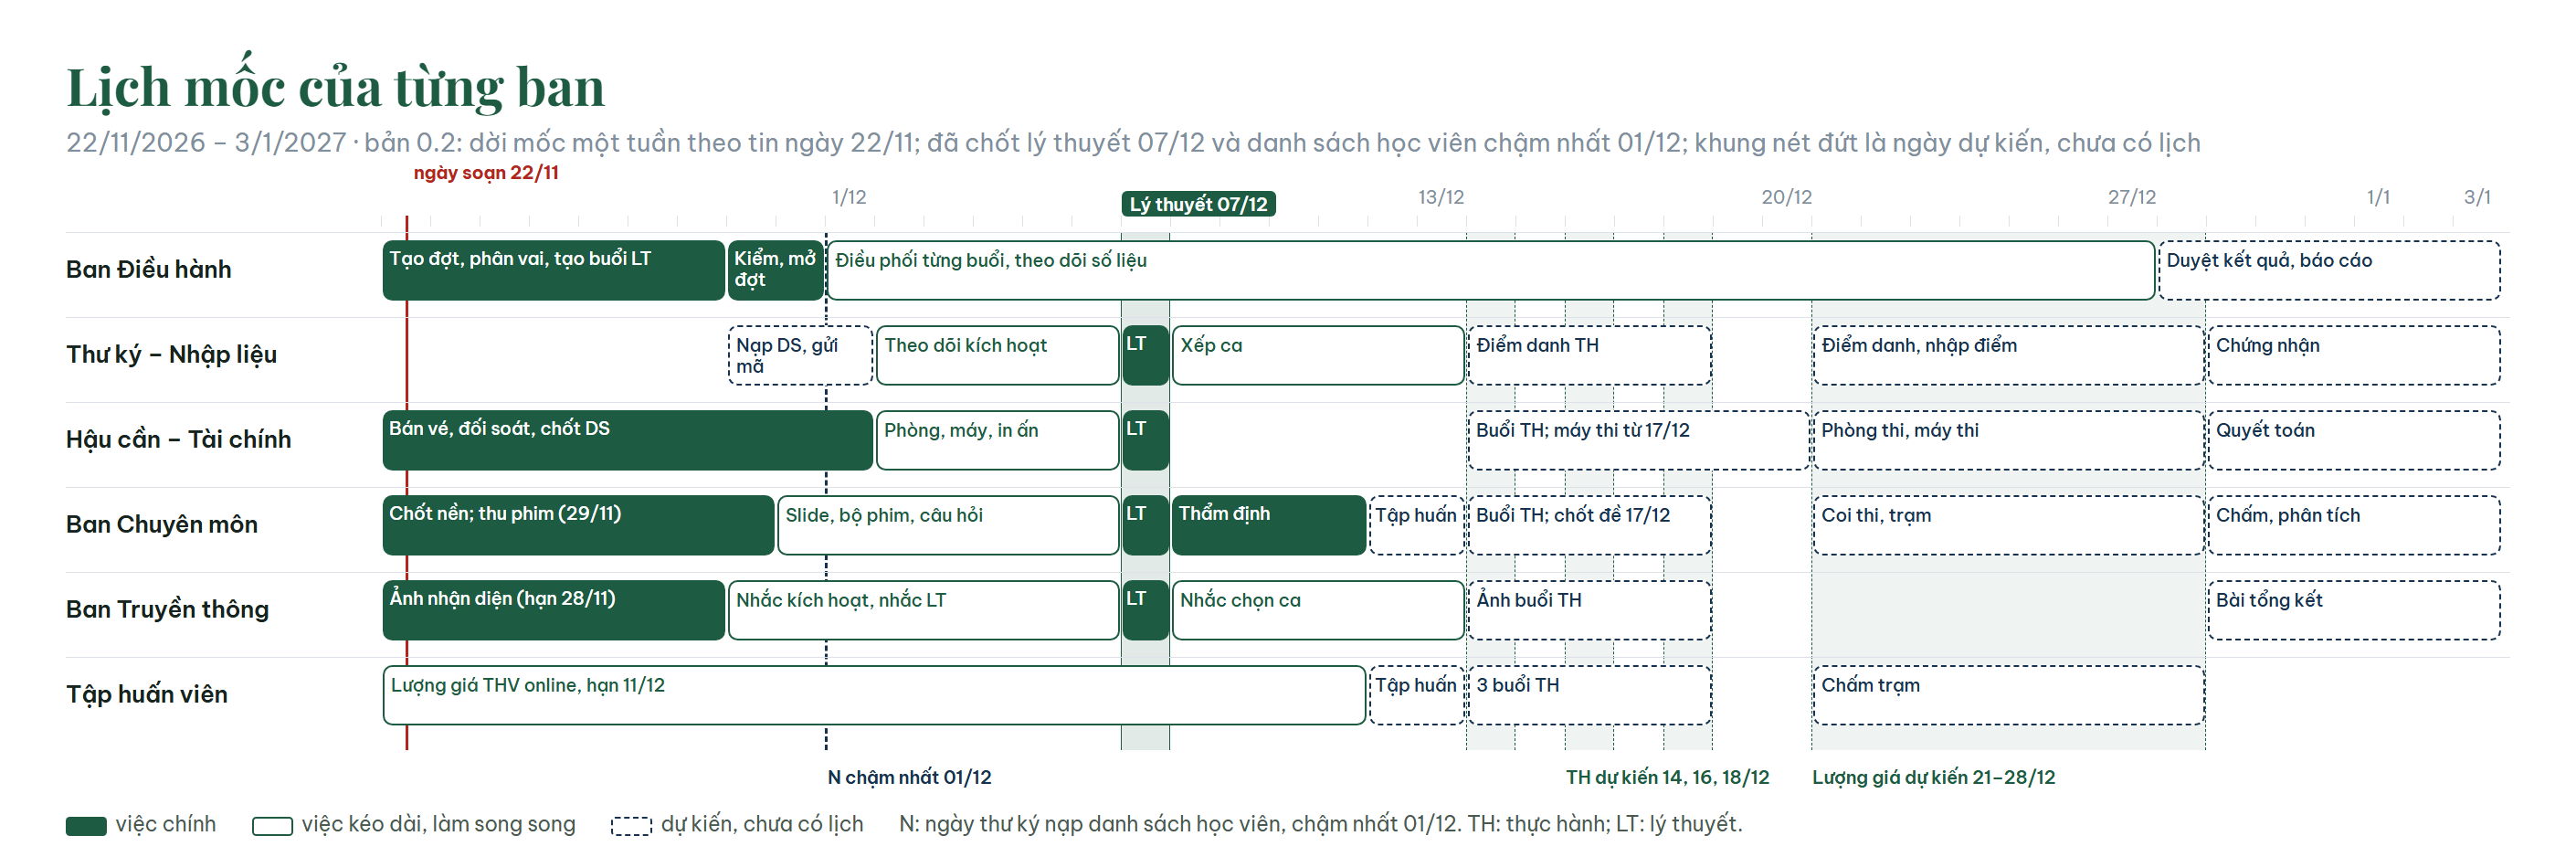 Lịch mốc của từng ban
22/11/2026 – 3/1/2027 · bản 0.2: dời mốc một tuần theo tin ngày 22/11; đã chốt lý thuyết 07/12 và danh sách học viên chậm nhất 01/12; khung nét đứt là ngày dự kiến, chưa có lịch
ngày soạn 22/11
1/12
Lý thuyết 07/12
13/12
20/12
27/12
1/1
3/1
Ban Điều hành
Tạo đợt, phân vai, tạo buổi LT
Kiểm, mở
đợt
Điều phối từng buổi, theo dõi số liệu
Duyệt kết quả, báo cáo
Thư ký – Nhập liệu
Nạp DS, gửi
mã
Theo dõi kích hoạt
LT
Xếp ca
Điểm danh TH
Điểm danh, nhập điểm
Chứng nhận
Hậu cần – Tài chính
Bán vé, đối soát, chốt DS
Phòng, máy, in ấn
LT
Buổi TH; máy thi từ 17/12
Phòng thi, máy thi
Quyết toán
Ban Chuyên môn
Chốt nền; thu phim (29/11)
Slide, bộ phim, câu hỏi
LT
Thẩm định
Tập huấn
Buổi TH; chốt đề 17/12
Coi thi, trạm
Chấm, phân tích
Ban Truyền thông
Ảnh nhận diện (hạn 28/11)
Nhắc kích hoạt, nhắc LT
LT
Nhắc chọn ca
Ảnh buổi TH
Bài tổng kết
Tập huấn viên
Lượng giá THV online, hạn 11/12
Tập huấn
3 buổi TH
Chấm trạm
N chậm nhất 01/12
TH dự kiến 14, 16, 18/12
Lượng giá dự kiến 21–28/12
việc chính
việc kéo dài, làm song song
dự kiến, chưa có lịch
N: ngày thư ký nạp danh sách học viên, chậm nhất 01/12. TH: thực hành; LT: lý thuyết.